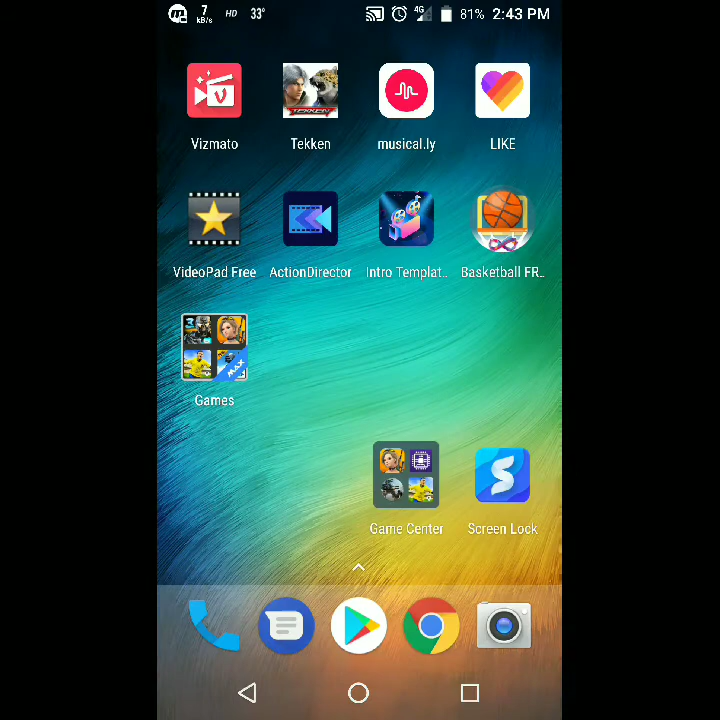 7 kB/s HD 33° 4G 81% 2:43 PM
Vizmato Tekken musical.ly LIKE
VideoPad Free ActionDirector Intro Templat.. Basketball FR..
Games
Game Center Screen Lock